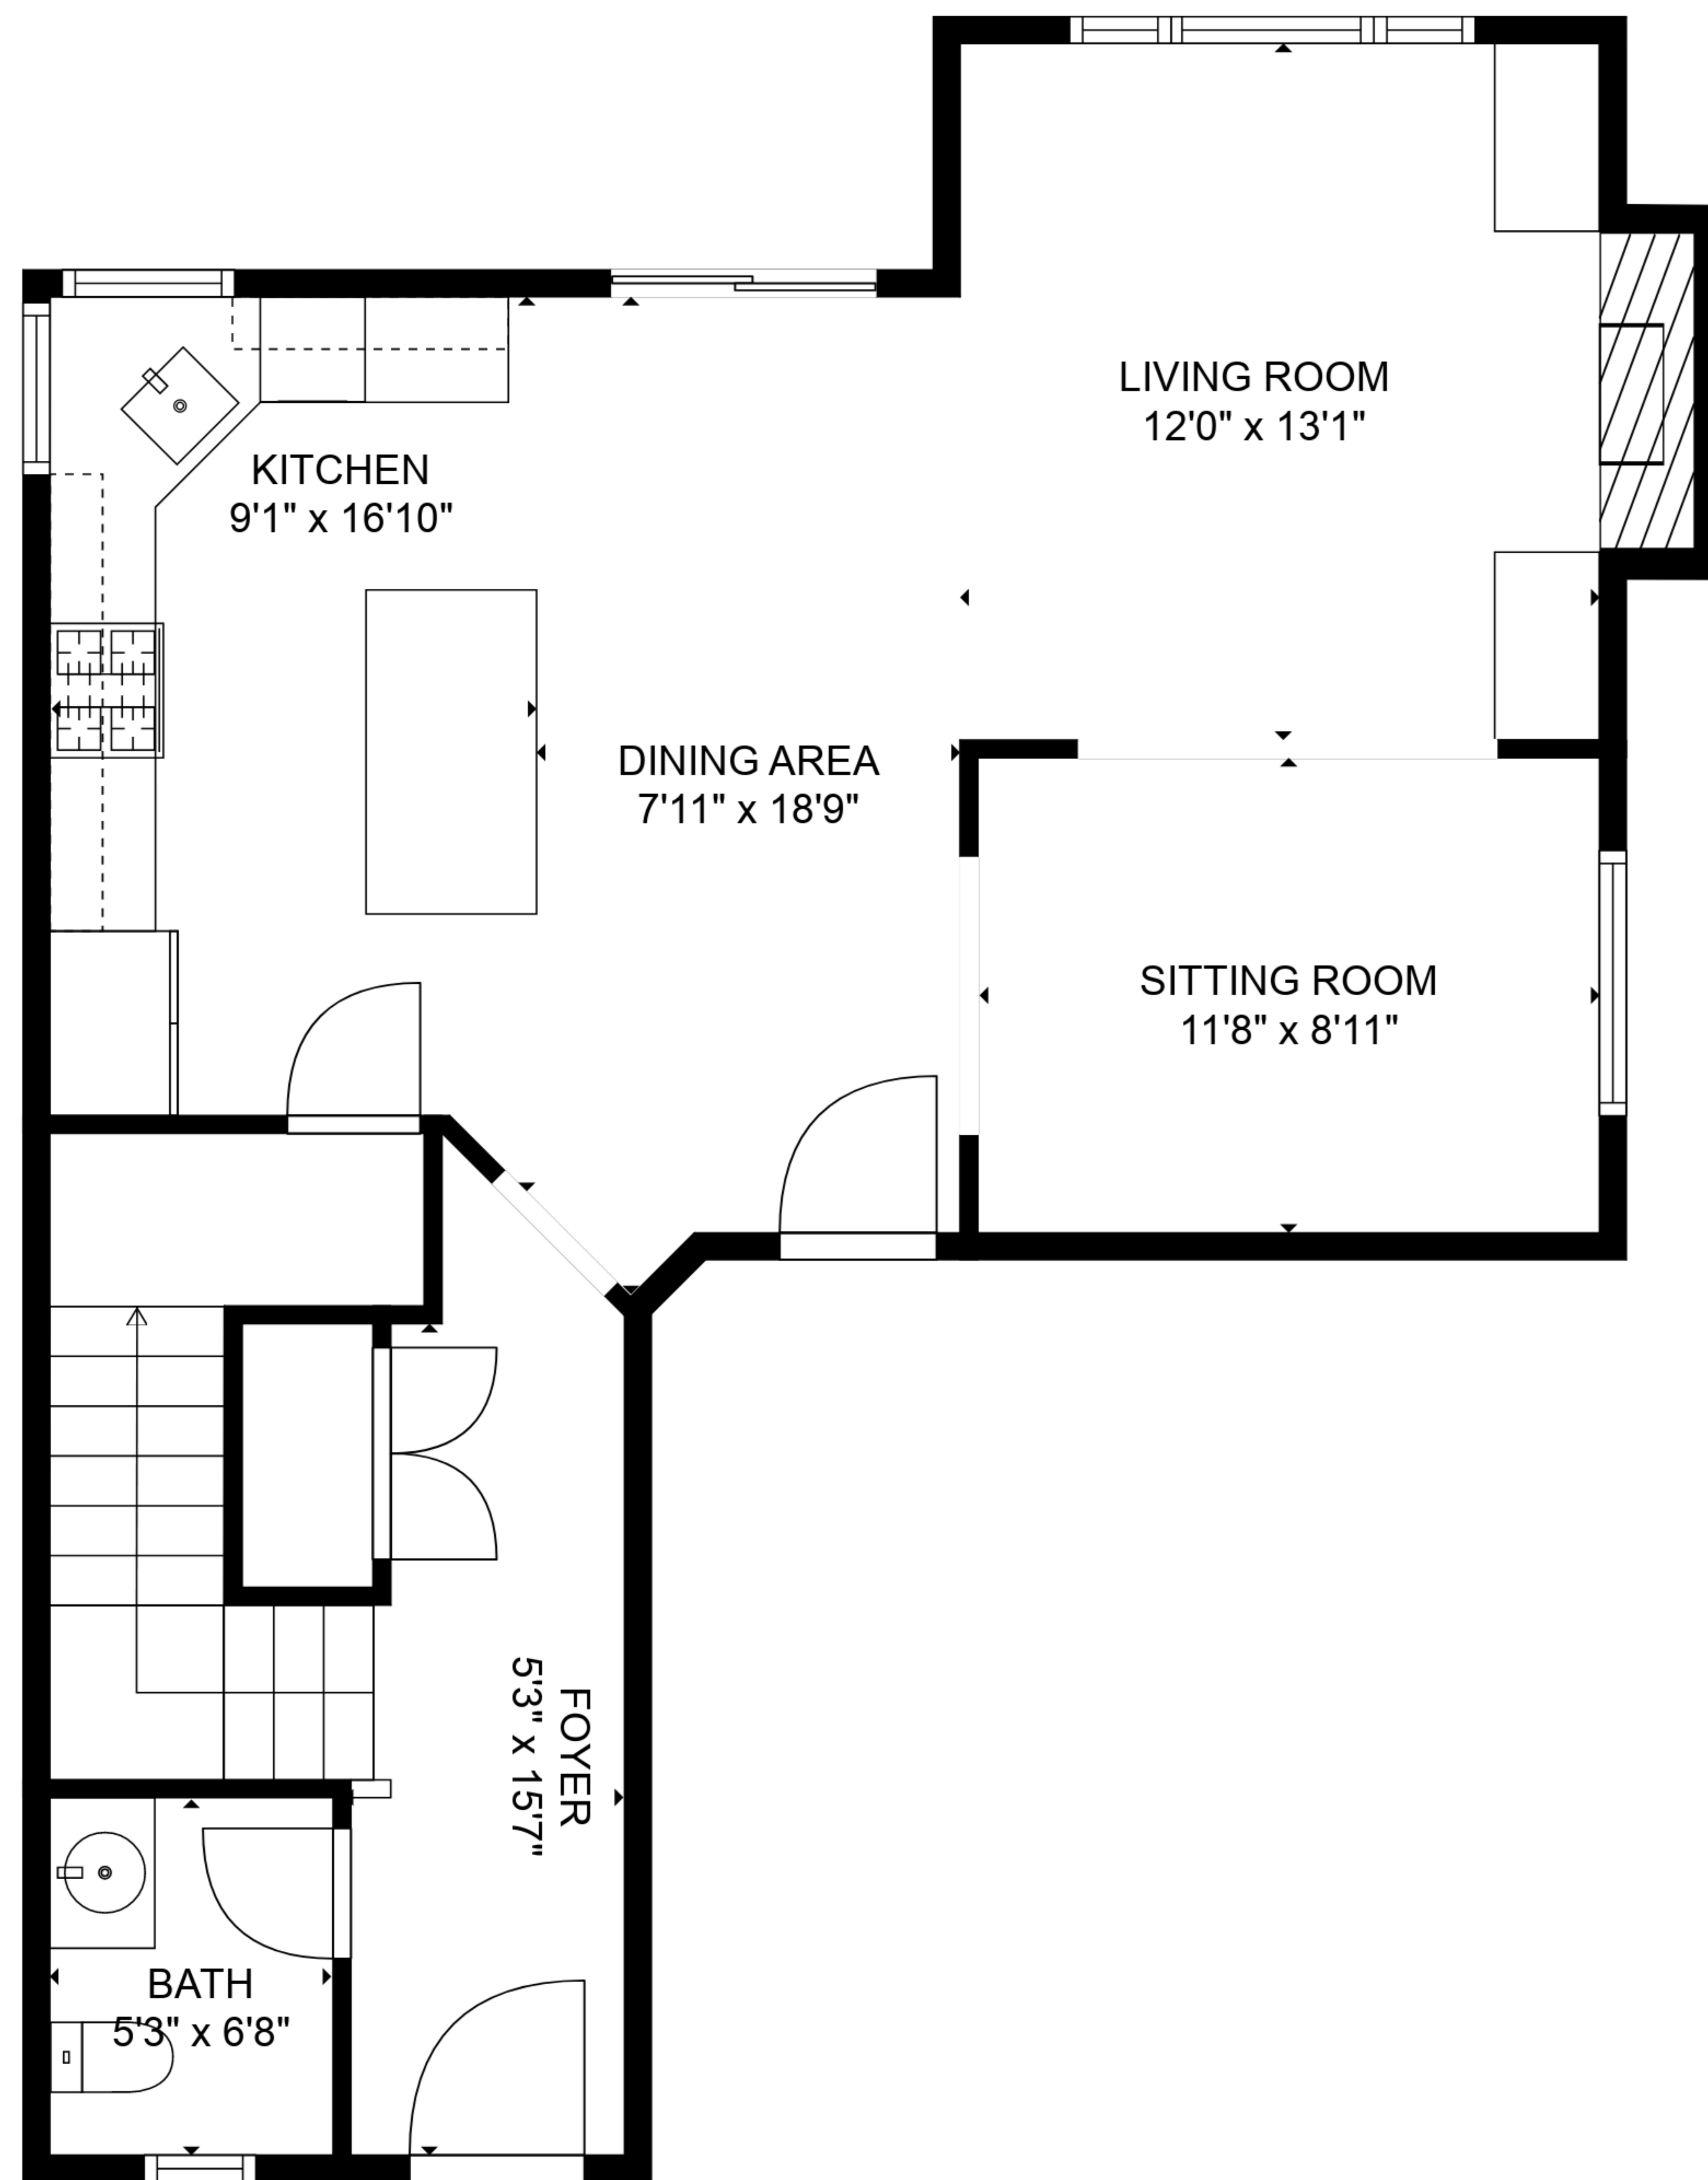 LIVING ROOM
12'0" x 13'1"
KITCHEN
9'1" x 16'10"
DINING AREA
7'11" x 18'9"
SITTING ROOM
11'8" x 8'11"
FOYER
5'3" x 15'7"
BATH
5'3" x 6'8"